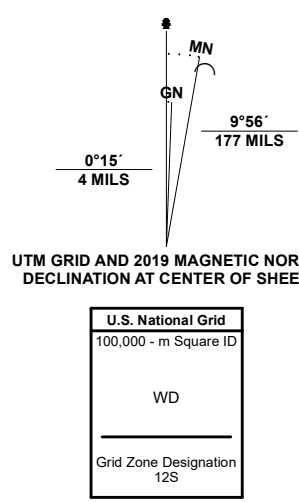 MN
GN
9°56´
177 MILS
0°15´
4 MILS
UTM GRID AND 2019 MAGNETIC NOR
DECLINATION AT CENTER OF SHEE
U.S. National Grid
100,000 - m Square ID
WD
Grid Zone Designation
12S